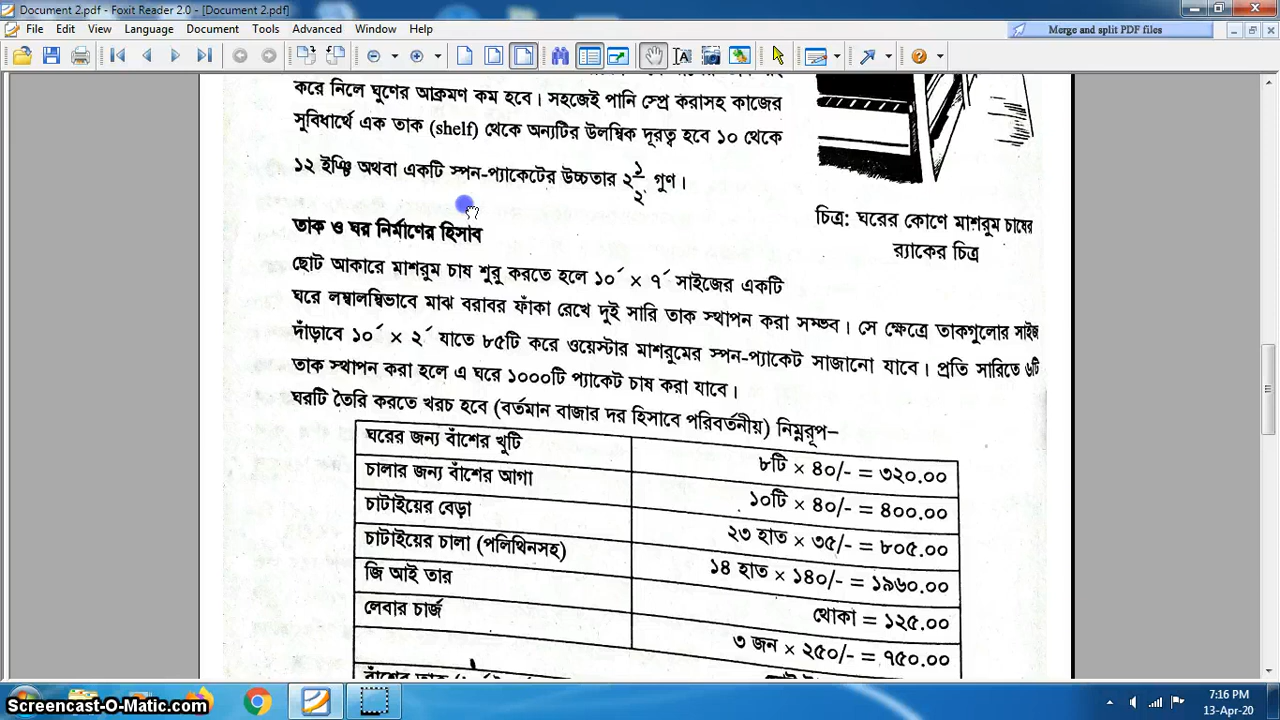 Document 2.pdf - Foxit Reader 2.0 - [Document 2.pdf]
File Edit View Language Document Tools Advanced Window Help
Merge and split PDF files
করে নিলে ঘুণের আক্রমণ কম হবে। সহজেই পানি স্প্রে করাসহ কাজের
সুবিধার্থে এক তাক (shelf) থেকে অন্যটির উলম্বিক দূরত্ব হবে ১০ থেকে
১২ ইঞ্চি অথবা একটি স্পন-প্যাকেটের উচ্চতার ২ ১/২ গুণ।
চিত্র: ঘরের কোণে মাশরুম চাষের
র‍্যাকের চিত্র
তাক ও ঘর নির্মাণের হিসাব
ছোট আকারে মাশরুম চাষ শুরু করতে হলে ১০´ × ৭´ সাইজের একটি
ঘরে লম্বালম্বিভাবে মাঝ বরাবর ফাঁকা রেখে দুই সারি তাক স্থাপন করা সম্ভব। সে ক্ষেত্রে তাকগুলোর সাইজ
দাঁড়াবে ১০´ × ২´ যাতে ৮৫টি করে ওয়েস্টার মাশরুমের স্পন-প্যাকেট সাজানো যাবে। প্রতি সারিতে ৬টি
তাক স্থাপন করা হলে এ ঘরে ১০০০টি প্যাকেট চাষ করা যাবে।
ঘরটি তৈরি করতে খরচ হবে (বর্তমান বাজার দর হিসাবে পরিবর্তনীয়) নিম্নরূপ–
ঘরের জন্য বাঁশের খুটি ৮টি × ৪০/- = ৩২০.০০
চালার জন্য বাঁশের আগা ১০টি × ৪০/- = ৪০০.০০
চাটাইয়ের বেড়া ২৩ হাত × ৩৫/- = ৮০৫.০০
চাটাইয়ের চালা (পলিথিনসহ) ১৪ হাত × ১৪০/- = ১৯৬০.০০
জি আই তার থোকা = ১২৫.০০
লেবার চার্জ ৩ জন × ২৫০/- = ৭৫০.০০
Screencast-O-Matic.com
7:16 PM
13-Apr-20